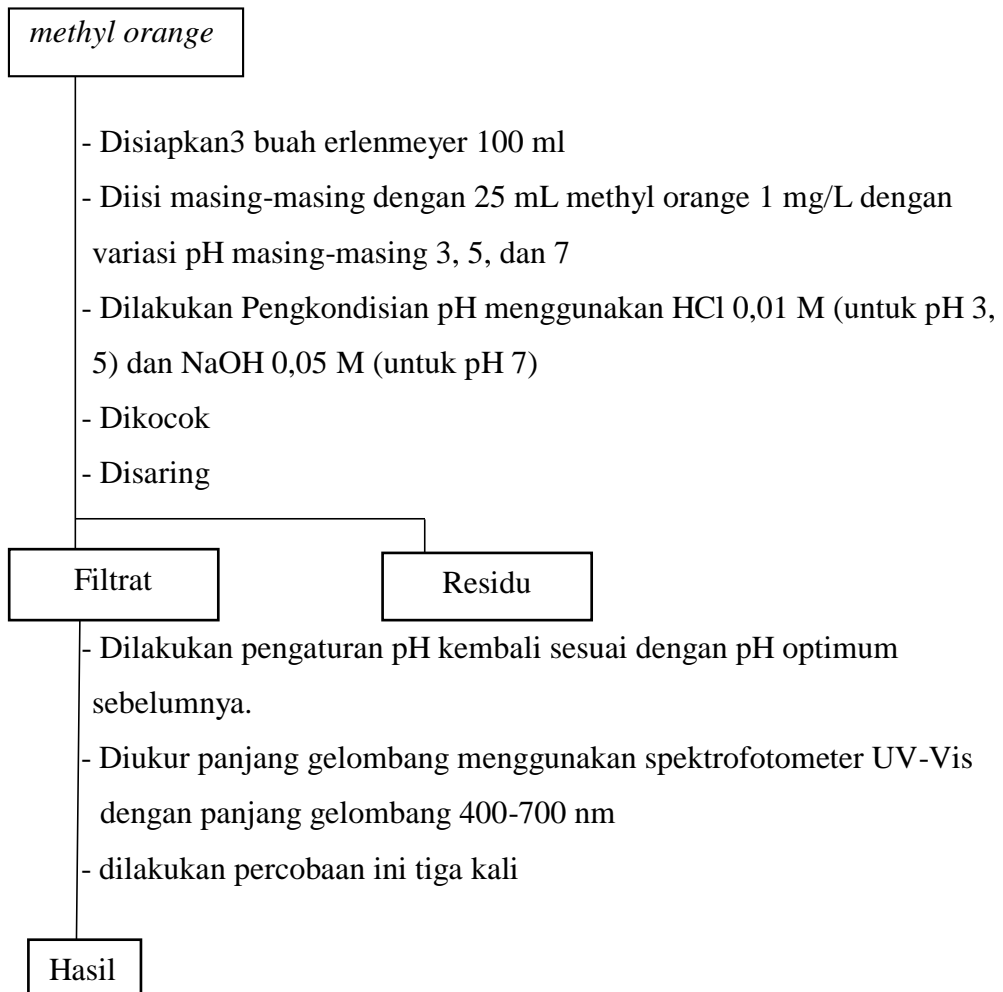 methyl orange
- Disiapkan3 buah erlenmeyer 100 ml
- Diisi masing-masing dengan 25 mL methyl orange 1 mg/L dengan
variasi pH masing-masing 3, 5, dan 7
- Dilakukan Pengkondisian pH menggunakan HCl 0,01 M (untuk pH 3,
5) dan NaOH 0,05 M (untuk pH 7)
- Dikocok
- Disaring
Filtrat
Residu
- Dilakukan pengaturan pH kembali sesuai dengan pH optimum
sebelumnya.
- Diukur panjang gelombang menggunakan spektrofotometer UV-Vis
dengan panjang gelombang 400-700 nm
- dilakukan percobaan ini tiga kali
Hasil